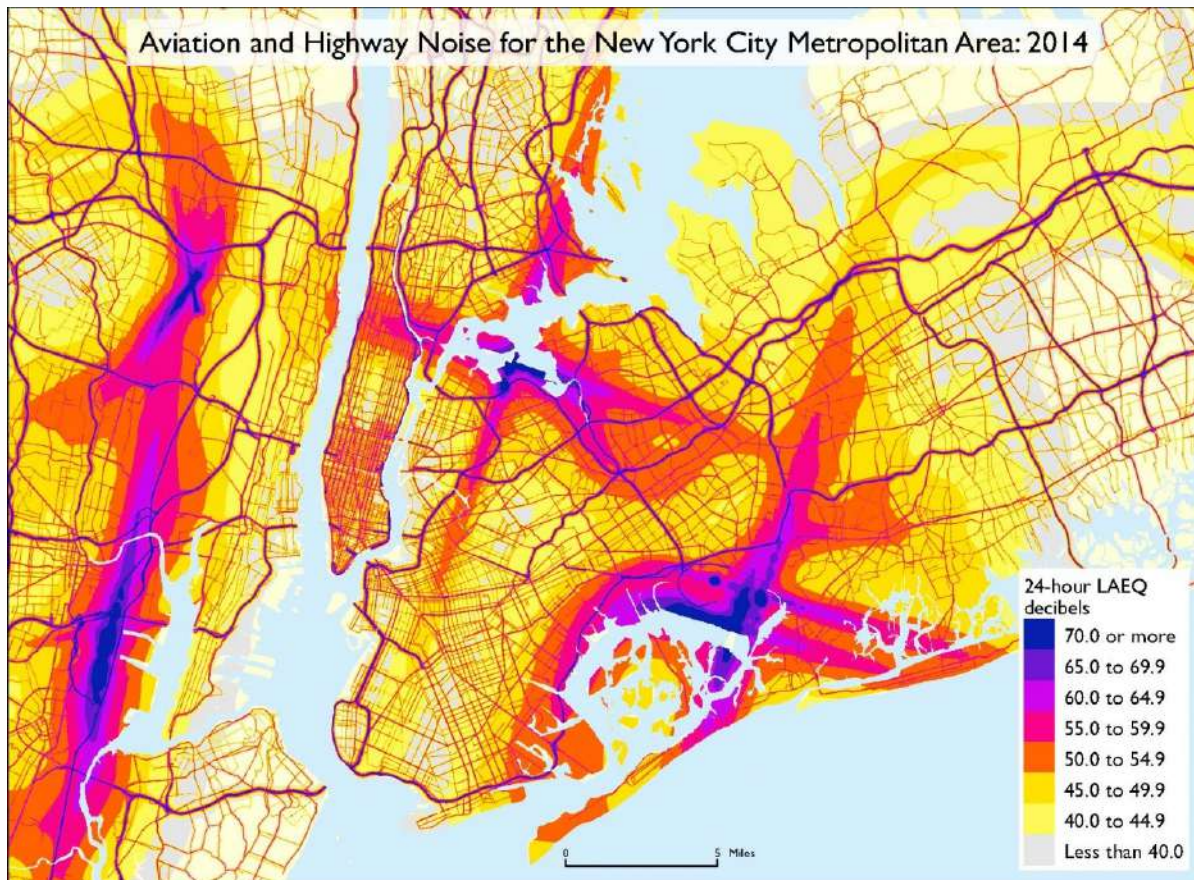 Aviation and Highway Noise for the New York City Metropolitan Area: 2014
24-hour LAEQ
decibels
70.0 or more
65.0 to 69.9
60.0 to 64.9
55.0 to 59.9
50.0 to 54.9
45.0 to 49.9
40.0 to 44.9
Less than 40.0
0 5 Miles